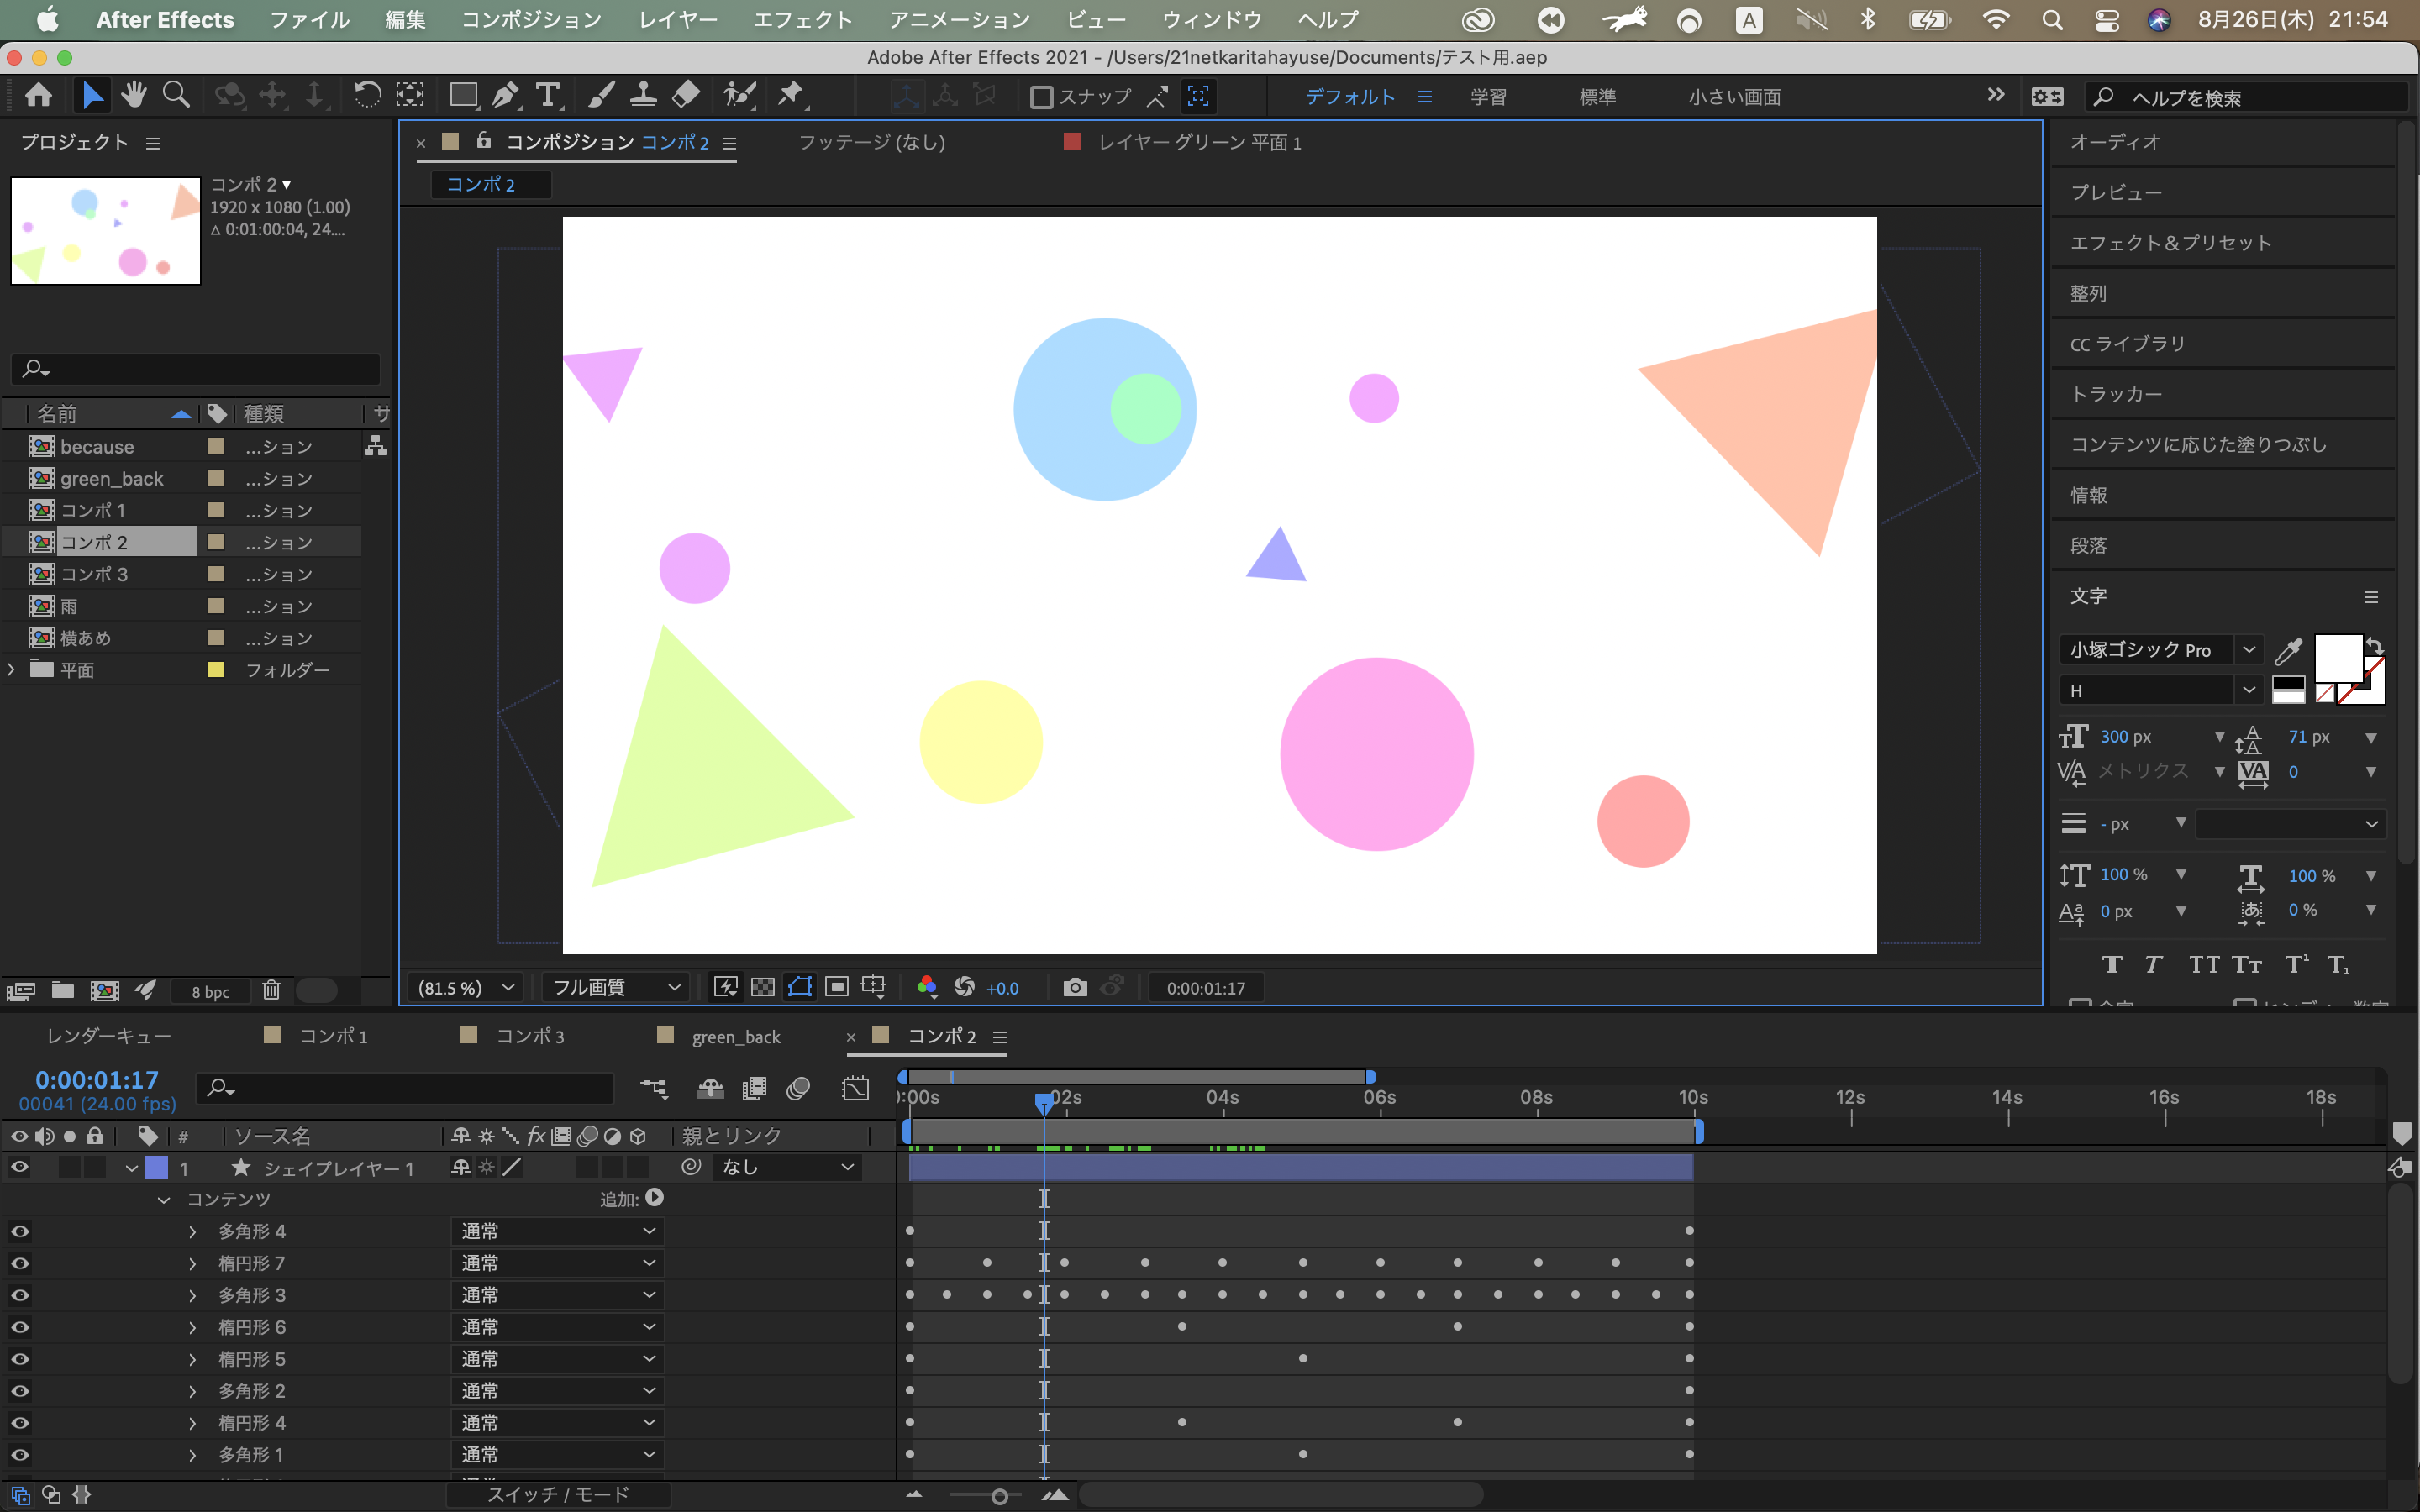 After Effects ファイル 編集 コンポジション レイヤー エフェクト アニメーション ビュー ウィンドウ ヘルプ A 8月26日(木) 21:54
Adobe After Effects 2021 - /Users/21netkaritahayuse/Documents/テスト用.aep
スナップ デフォルト 学習 標準 小さい画面 ヘルプを検索
プロジェクト
コンポ 2▼
1920 x 1080 (1.00)
Δ 0:01:00:04, 24....
名前 種類 サ
because ...ション
green_back ...ション
コンポ 1 ...ション
コンポ 2 ...ション
コンポ 3 ...ション
雨 ...ション
横あめ ...ション
平面 フォルダー
8 bpc
× コンポジション コンポ 2 フッテージ (なし) レイヤー グリーン 平面 1
コンポ 2
(81.5 %) フル画質 +0.0 0:00:01:17
オーディオ
プレビュー
エフェクト＆プリセット
整列
CC ライブラリ
トラッカー
コンテンツに応じた塗りつぶし
情報
段落
文字
小塚ゴシック Pro
H
300 px 71 px
メトリクス 0
- px
100 % 100 %
0 px 0 %
T T TT Tт T¹ T₁
レンダーキュー コンポ 1 コンポ 3 green_back × コンポ 2
0:00:01:17
00041 (24.00 fps)
):00s 02s 04s 06s 08s 10s 12s 14s 16s 18s
# ソース名 fx 親とリンク
1 シェイプレイヤー 1 なし
コンテンツ 追加:
多角形 4 通常
楕円形 7 通常
多角形 3 通常
楕円形 6 通常
楕円形 5 通常
多角形 2 通常
楕円形 4 通常
多角形 1 通常
スイッチ / モード